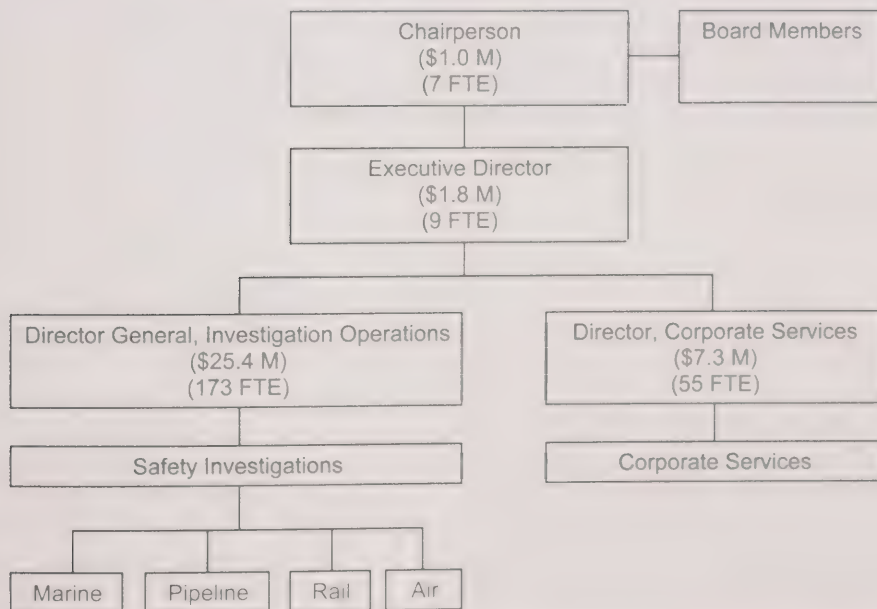 Chairperson
($1.0 M)
(7 FTE)
Board Members
Executive Director
($1.8 M)
(9 FTE)
Director General, Investigation Operations
($25.4 M)
(173 FTE)
Director, Corporate Services
($7.3 M)
(55 FTE)
Safety Investigations
Corporate Services
Marine
Pipeline
Rail
Air